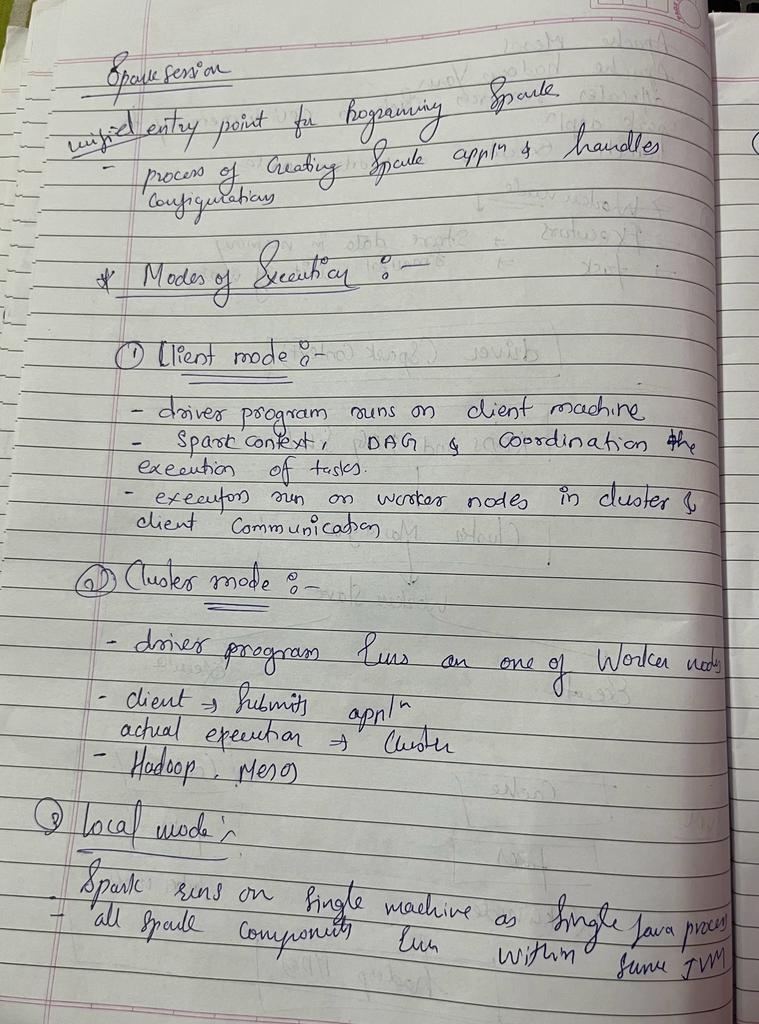 Spark session
unified entry point for Programing Spark
- process of Creating Spark appl^n & handles
configurations
* Modes of Execution :-
① Client mode :-
- driver program runs on client machine
- Spark context, DAG & Coordination the
execution of tasks.
- executors run on worker nodes in cluster &
client Communication
② Cluster mode :-
- driver program runs on one of Worker nodes
- client → Submits appl^n
actual execution → Cluster
- Hadoop, Mesos
③ Local mode :-
- Spark runs on Single machine as Single Java process
- all Spark Components run within same JVM